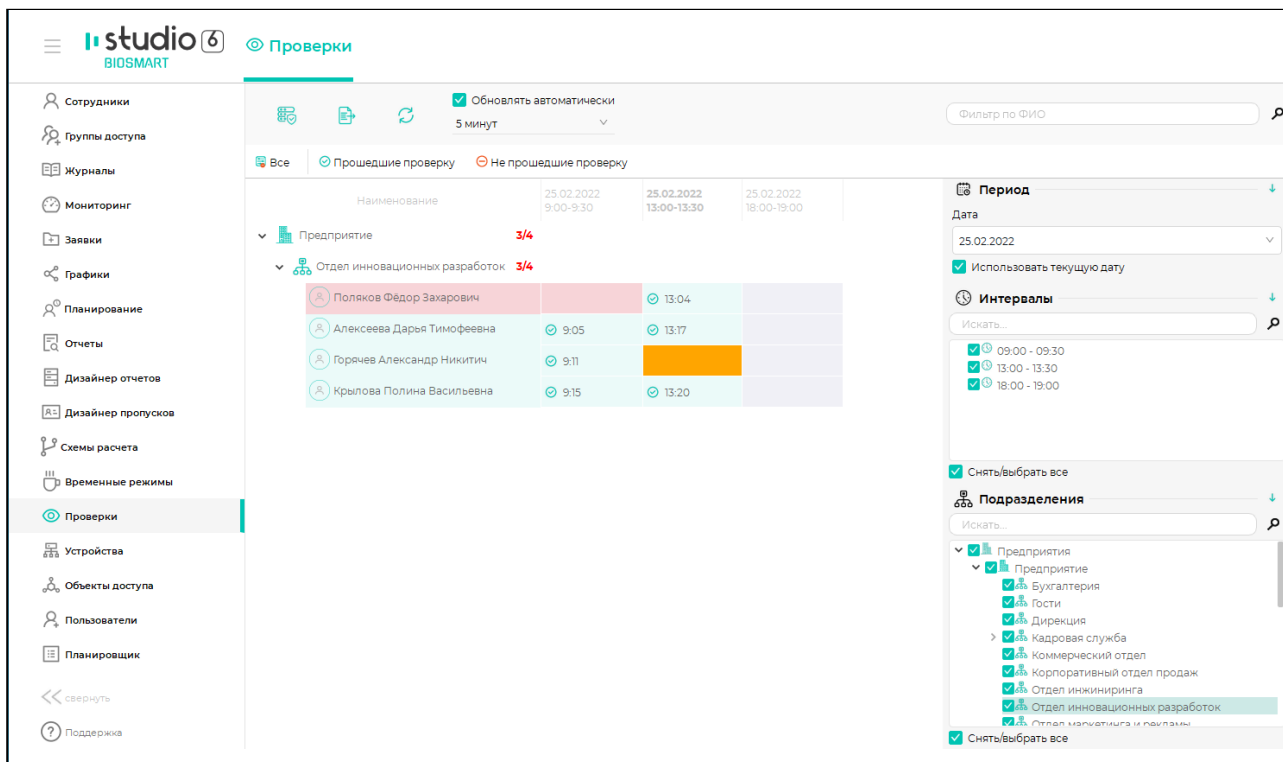 studio 6
BIOSMART
Проверки
Сотрудники
Группы доступа
Журналы
Мониторинг
Заявки
Графики
Планирование
Отчеты
Дизайнер отчетов
Дизайнер пропусков
Схемы расчета
Временные режимы
Проверки
Устройства
Объекты доступа
Пользователи
Планировщик
свернуть
Поддержка
Обновлять автоматически
5 минут
Фильтр по ФИО
Все Прошедшие проверку Не прошедшие проверку
Наименование 25.02.2022 25.02.2022 25.02.2022
9:00-9:30 13:00-13:30 18:00-19:00
Предприятие 3/4
Отдел инновационных разработок 3/4
Поляков Фёдор Захарович 13:04
Алексеева Дарья Тимофеевна 9:05 13:17
Горячев Александр Никитич 9:11
Крылова Полина Васильевна 9:15 13:20
Период
Дата
25.02.2022
Использовать текущую дату
Интервалы
Искать...
09:00 - 09:30
13:00 - 13:30
18:00 - 19:00
Снять/выбрать все
Подразделения
Искать...
Предприятия
Предприятие
Бухгалтерия
Гости
Дирекция
Кадровая служба
Коммерческий отдел
Корпоративный отдел продаж
Отдел инжиниринга
Отдел инновационных разработок
Отдел маркетинга и рекламы
Снять/выбрать все